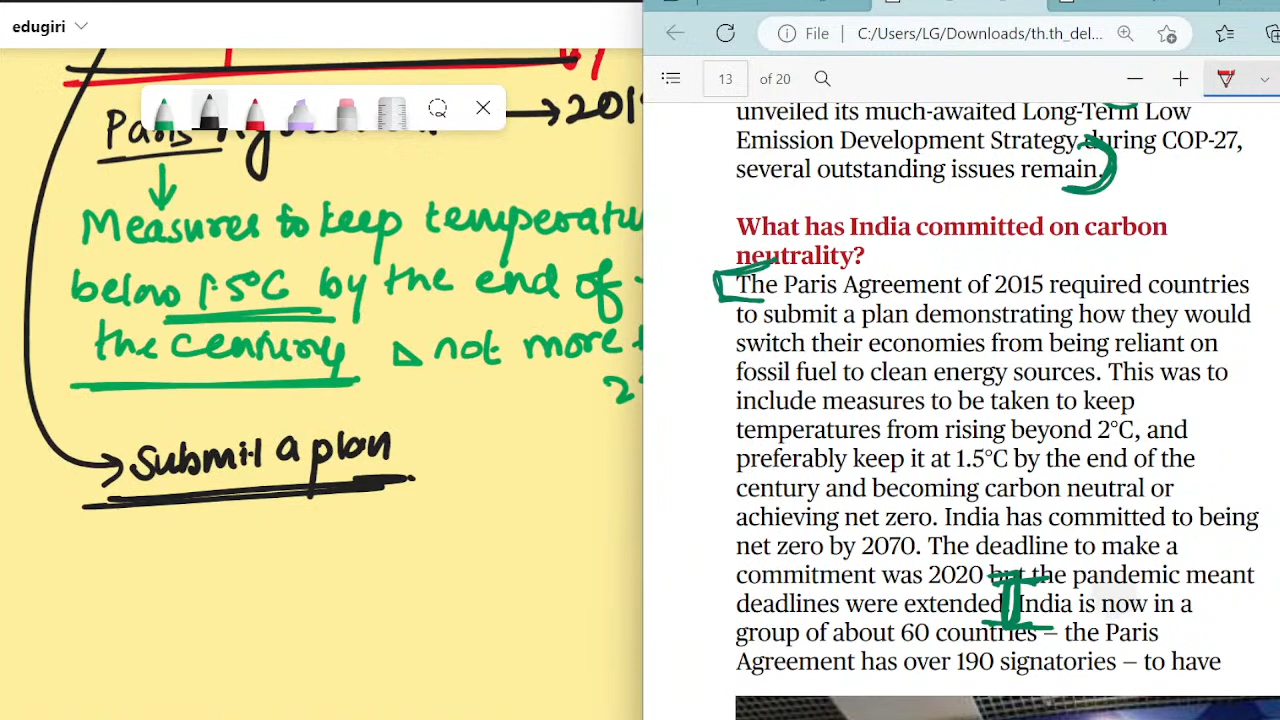 edugiri
Paris Agreement → 201
Measures to keep temperatu
below 1.5°C by the end of
the century & not more t
2
Submit a plan
File C:/Users/LG/Downloads/th.th_del...
13 of 20
unveiled its much-awaited Long-Term Low
Emission Development Strategy during COP-27,
several outstanding issues remain.
What has India committed on carbon
neutrality?
The Paris Agreement of 2015 required countries
to submit a plan demonstrating how they would
switch their economies from being reliant on
fossil fuel to clean energy sources. This was to
include measures to be taken to keep
temperatures from rising beyond 2°C, and
preferably keep it at 1.5°C by the end of the
century and becoming carbon neutral or
achieving net zero. India has committed to being
net zero by 2070. The deadline to make a
commitment was 2020 but the pandemic meant
deadlines were extended. India is now in a
group of about 60 countries — the Paris
Agreement has over 190 signatories — to have